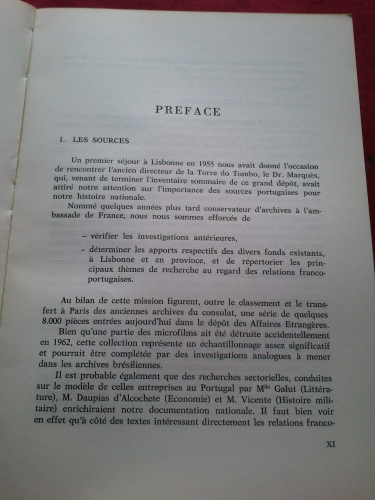 PREFACE
1. LES SOURCES
Un premier séjour à Lisbonne en 1955 nous avait donné l'occasion
de rencontrer l'ancien directeur de la Torre do Tombo, le Dr. Marquès,
qui, venant de terminer l'inventaire sommaire de ce grand dépôt, avait
attiré notre attention sur l'importance des sources portugaises pour
notre histoire nationale.
Nommé quelques années plus tard conservateur d'archives à l'am-
bassade de France, nous nous sommes efforcés de
– vérifier les investigations antérieures,
– déterminer les apports respectifs des divers fonds existants,
à Lisbonne et en province, et de répertorier les prin-
cipaux thèmes de recherche au regard des relations franco-
portugaises.
Au bilan de cette mission figurent, outre le classement et le trans-
fert à Paris des anciennes archives du consulat, une série de quelques
8.000 pièces entrées aujourd'hui dans le dépôt des Affaires Etrangères.
Bien qu'une partie des microfilms ait été détruite accidentellement
en 1962, cette collection représente un échantillonnage assez significatif
et pourrait être complétée par des investigations analogues à mener
dans les archives brésiliennes.
Il est probable également que des recherches sectorielles, conduites
sur le modèle de celles entreprises au Portugal par Mlle Galut (Littéra-
ture), M. Daupias d'Alcochete (Economie) et M. Vicente (Histoire mili-
taire) enrichiraient notre documentation nationale. Il faut bien voir
en effet qu'à côté des textes intéressant directement les relations franco-
XI